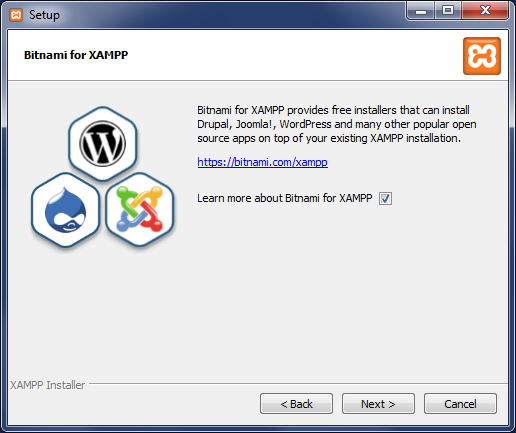 Setup
Bitnami for XAMPP
Bitnami for XAMPP provides free installers that can install
Drupal, Joomla!, WordPress and many other popular open
source apps on top of your existing XAMPP installation.
https://bitnami.com/xampp
Learn more about Bitnami for XAMPP
XAMPP Installer
< Back
Next >
Cancel